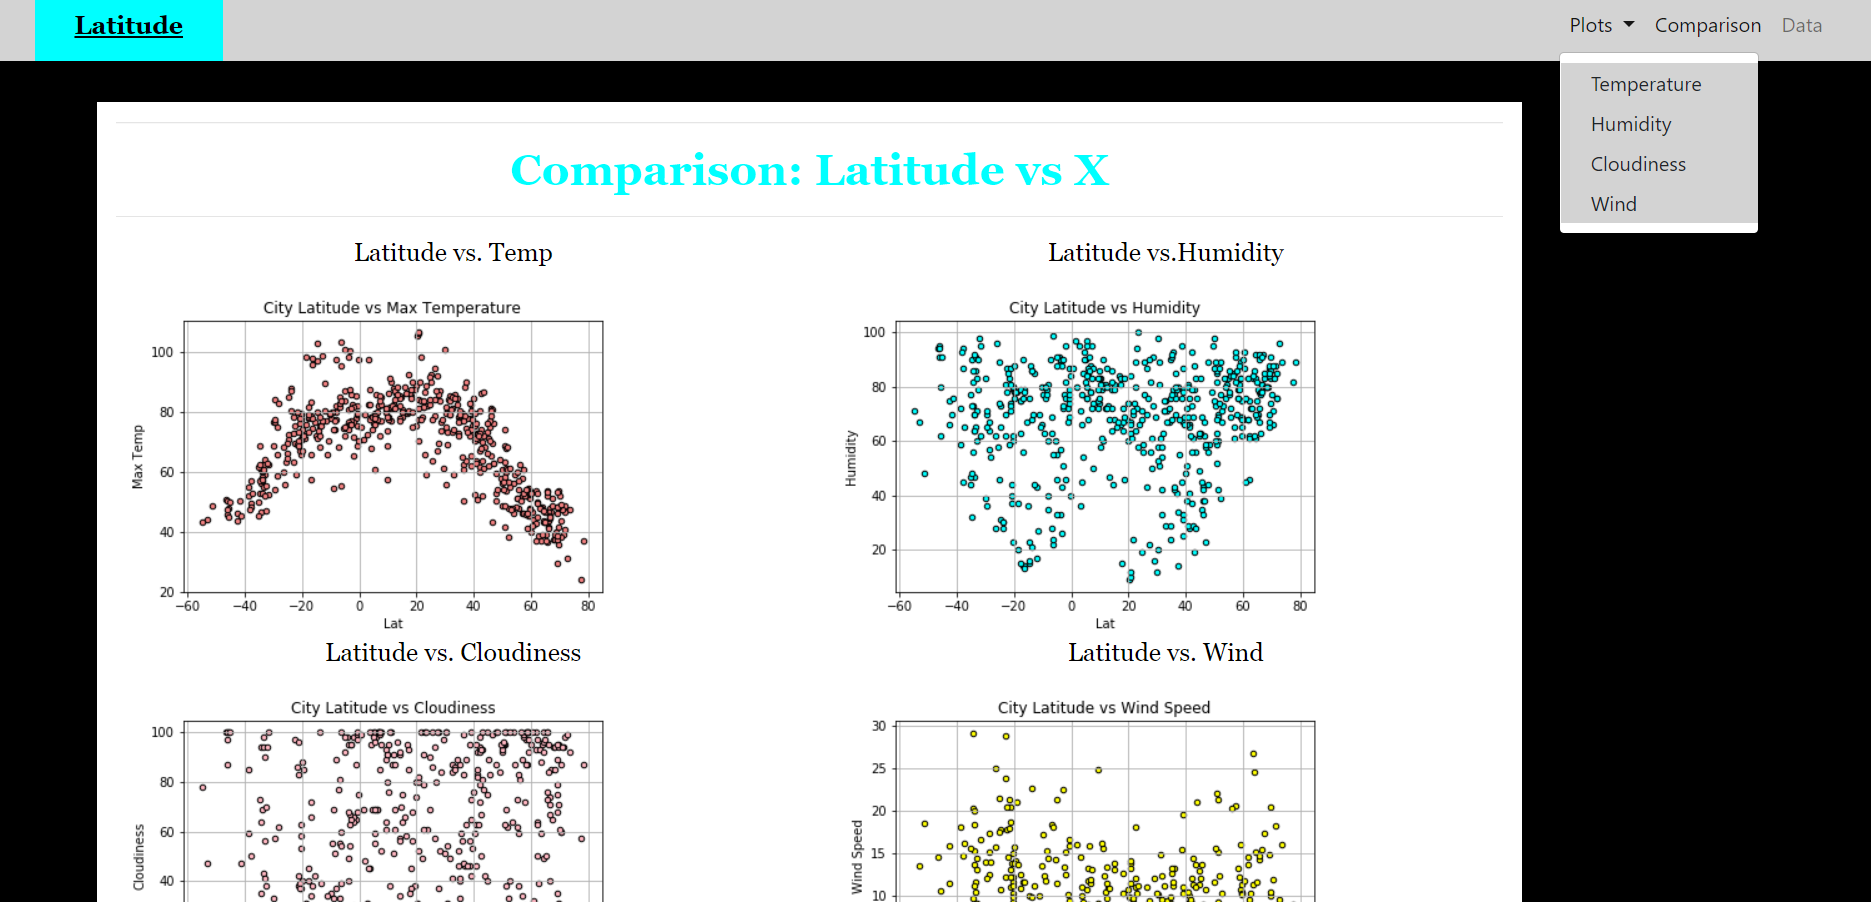 Latitude
Plots Comparison Data
Temperature
Humidity
Cloudiness
Wind
Comparison: Latitude vs X
Latitude vs. Temp
City Latitude vs Max Temperature
Max Temp
100
80
60
40
20
−60 −40 −20 0 20 40 60 80
Lat
Latitude vs.Humidity
City Latitude vs Humidity
Humidity
100
80
60
40
20
−60 −40 −20 0 20 40 60 80
Lat
Latitude vs. Cloudiness
City Latitude vs Cloudiness
Cloudiness
100
80
60
40
Latitude vs. Wind
City Latitude vs Wind Speed
Wind Speed
30
25
20
15
10